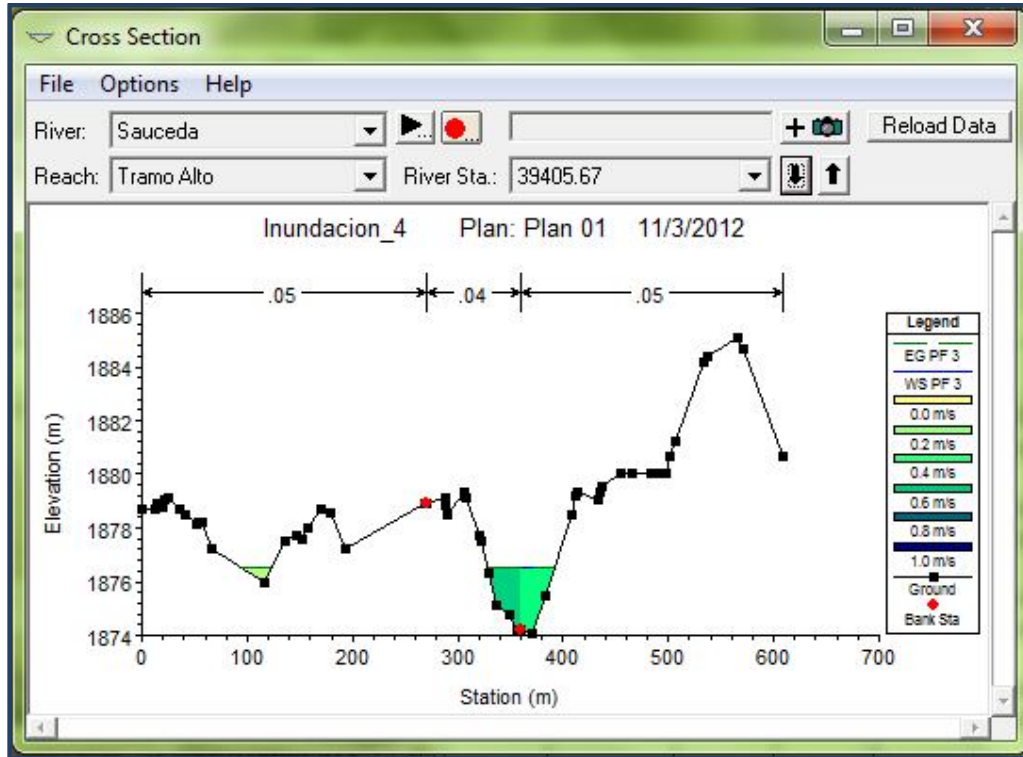 Cross Section
File Options Help
River: Sauceda
Reload Data
Reach: Tramo Alto River Sta.: 39405.67
Inundacion_4 Plan: Plan 01 11/3/2012
.05 .04 .05
1886
1884
1882
1880
1878
1876
1874
Elevation (m)
0 100 200 300 400 500 600 700
Station (m)
Legend
EG PF 3
WS PF 3
0.0 m/s
0.2 m/s
0.4 m/s
0.6 m/s
0.8 m/s
1.0 m/s
Ground
Bank Sta